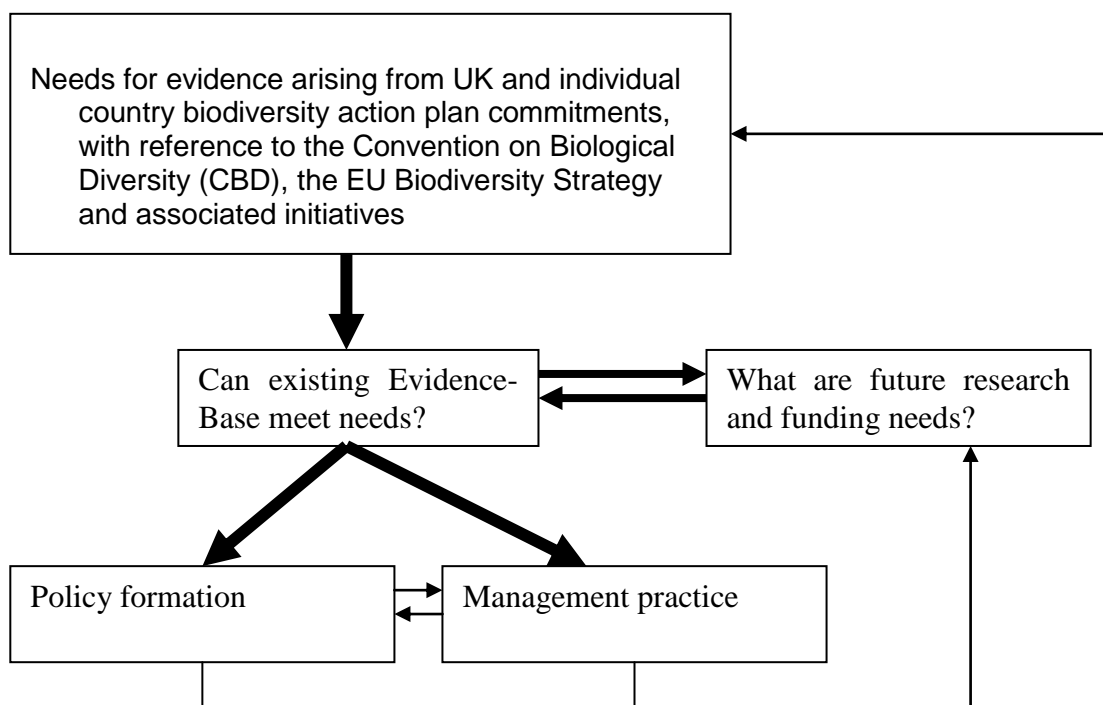 Needs for evidence arising from UK and individual
country biodiversity action plan commitments,
with reference to the Convention on Biological
Diversity (CBD), the EU Biodiversity Strategy
and associated initiatives
Can existing Evidence-
Base meet needs?
What are future research
and funding needs?
Policy formation
Management practice